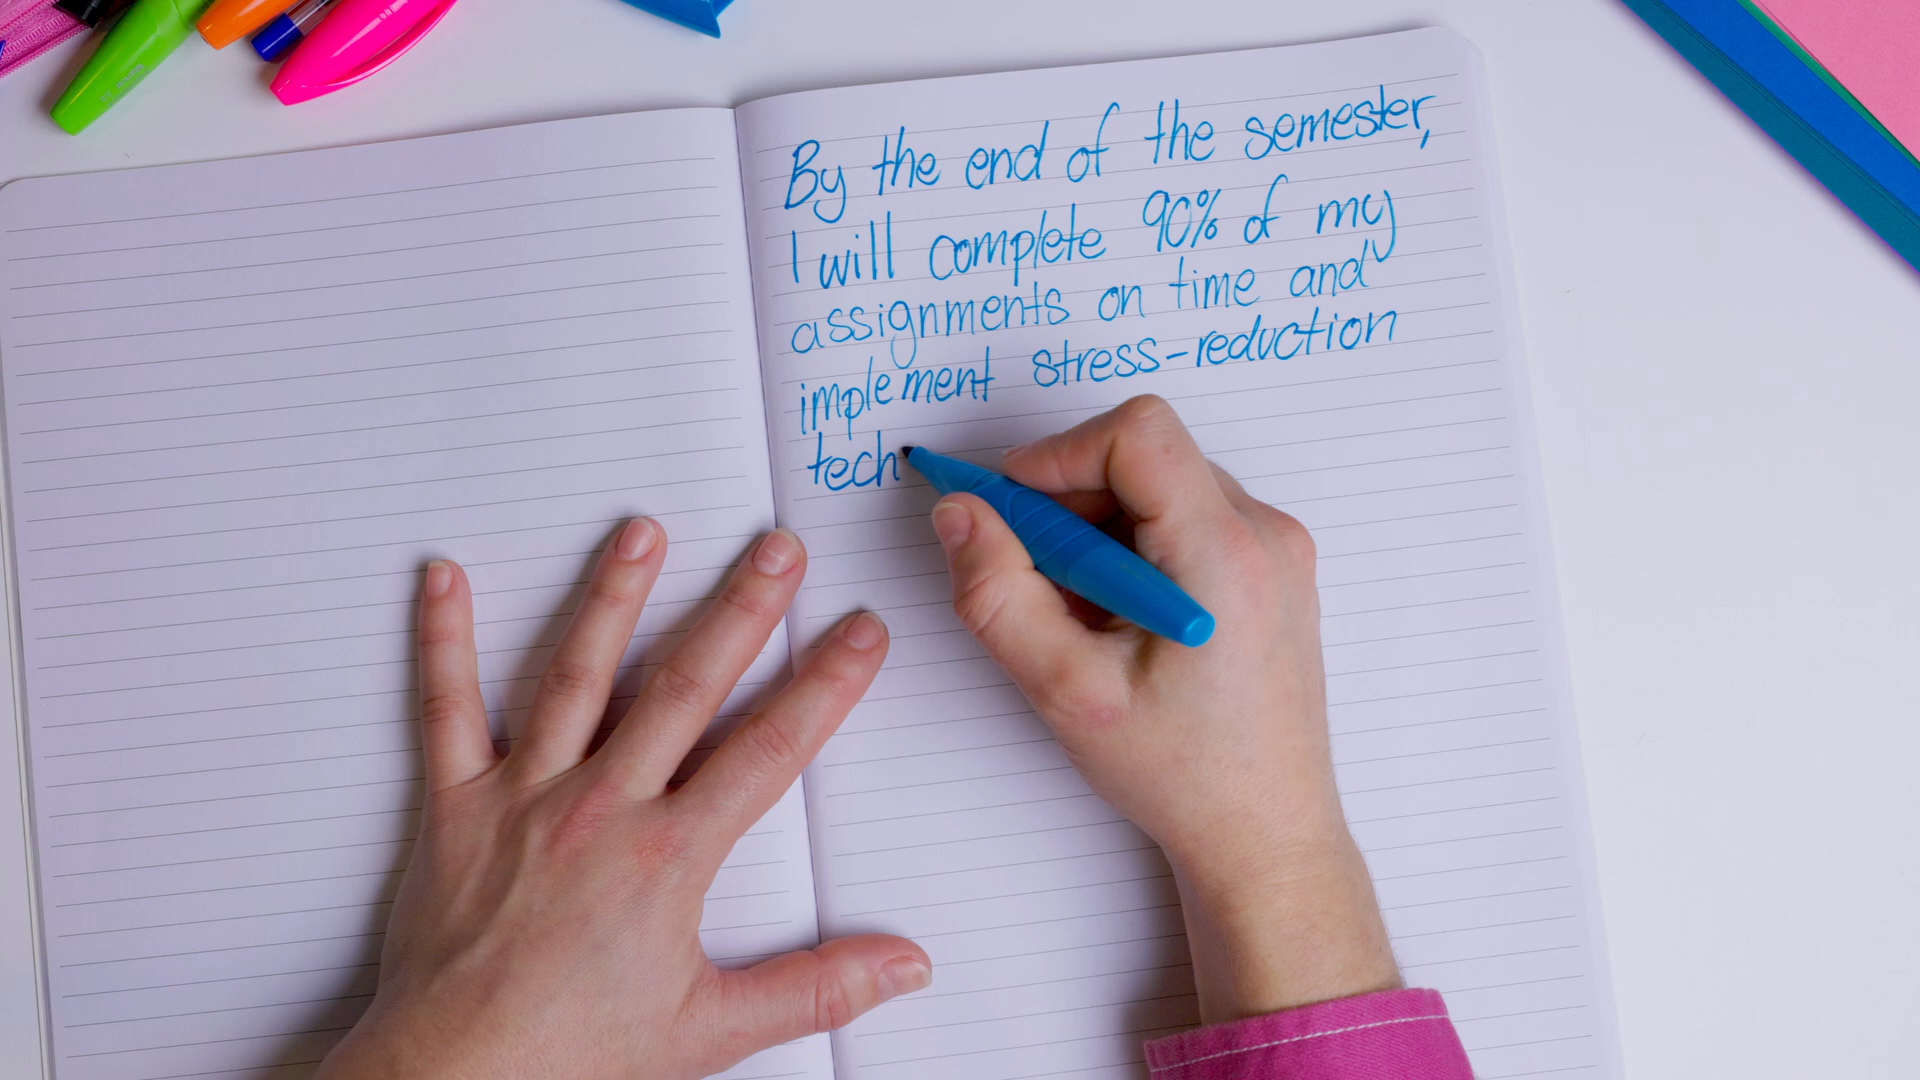 By the end of the semester,
I will complete 90% of my
assignments on time and
implement stress-reduction
tech